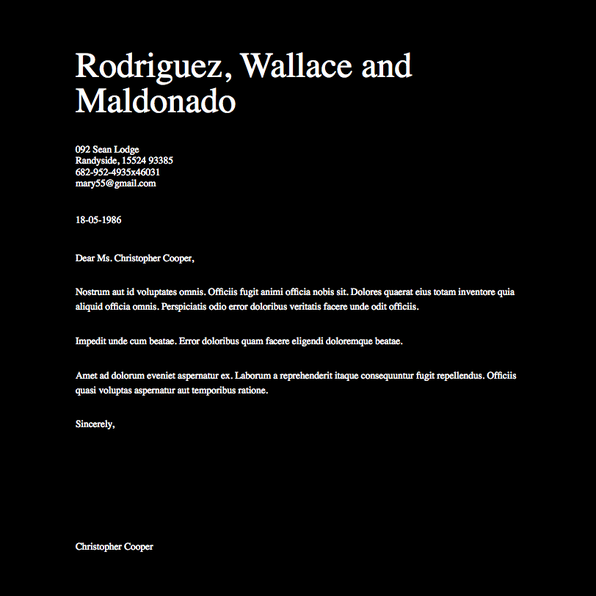 Rodriguez, Wallace and
Maldonado
092 Sean Lodge
Randyside, 15524 93385
682-952-4935x46031
mary55@gmail.com
18-05-1986
Dear Ms. Christopher Cooper,
Nostrum aut id voluptates omnis. Officiis fugit animi officia nobis sit. Dolores quaerat eius totam inventore quia
aliquid officia omnis. Perspiciatis odio error doloribus veritatis facere unde odit officiis.
Impedit unde cum beatae. Error doloribus quam facere eligendi doloremque beatae.
Amet ad dolorum eveniet aspernatur ex. Laborum a reprehenderit itaque consequuntur fugit repellendus. Officiis
quasi voluptas aspernatur aut temporibus ratione.
Sincerely,
Christopher Cooper